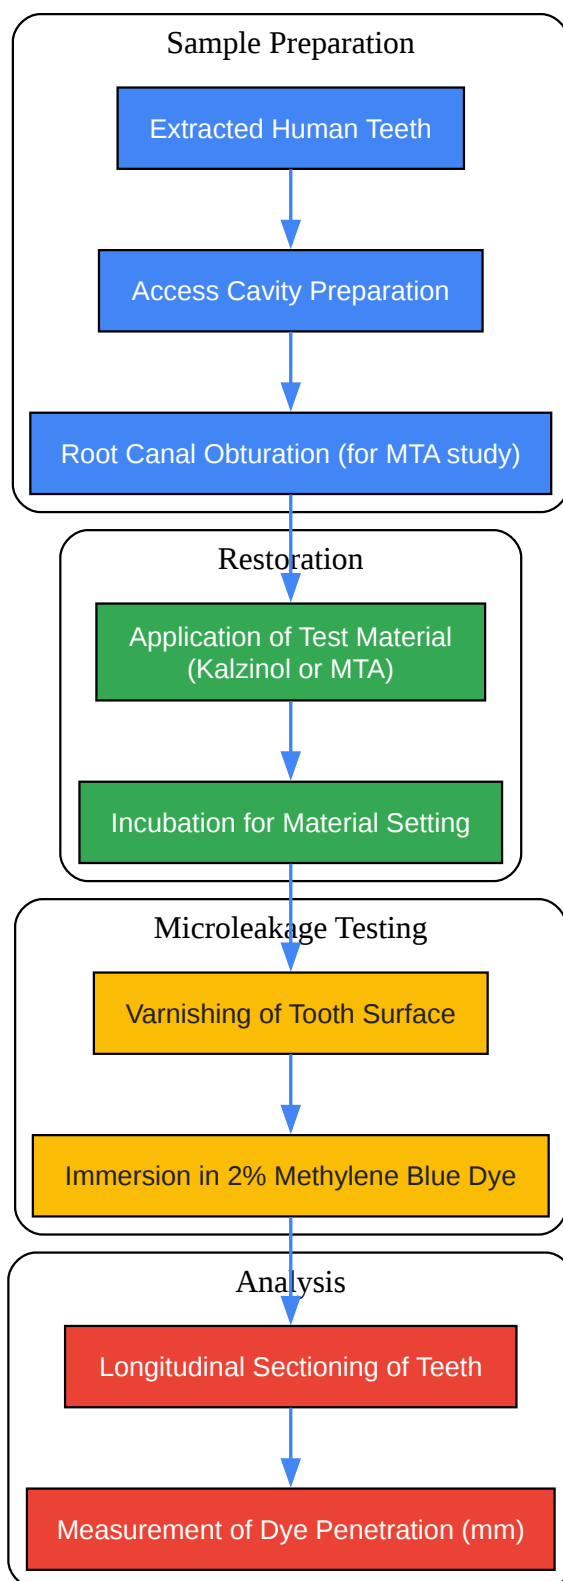 Sample Preparation
Extracted Human Teeth
Access Cavity Preparation
Root Canal Obturation (for MTA study)
Restoration
Application of Test Material
(Kalzinol or MTA)
Incubation for Material Setting
Microleakage Testing
Varnishing of Tooth Surface
Immersion in 2% Methylene Blue Dye
Analysis
Longitudinal Sectioning of Teeth
Measurement of Dye Penetration (mm)